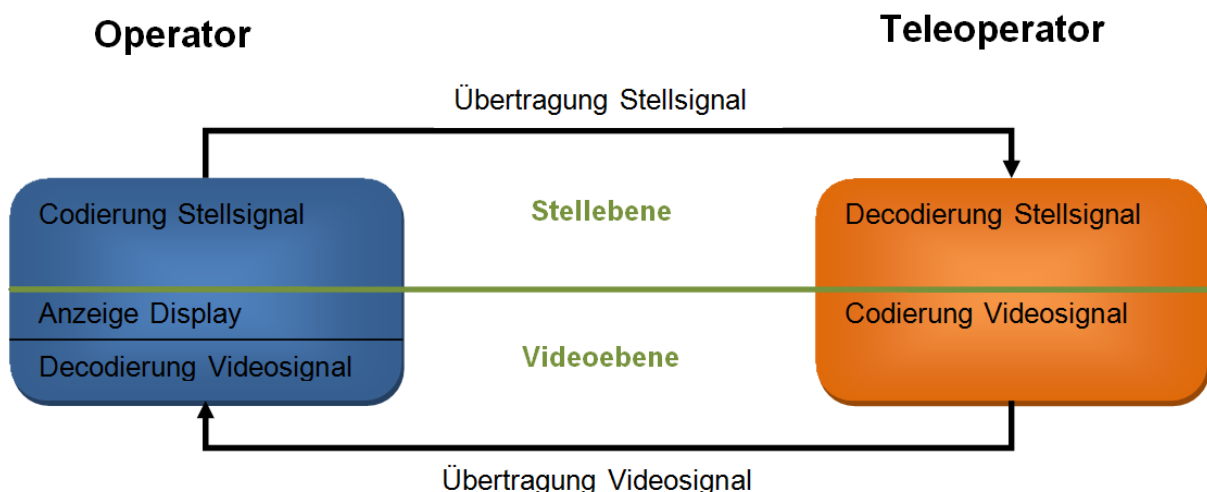 Operator
Teleoperator
Übertragung Stellsignal
Codierung Stellsignal
Stellebene
Decodierung Stellsignal
Anzeige Display
Codierung Videosignal
Decodierung Videosignal
Videoebene
Übertragung Videosignal